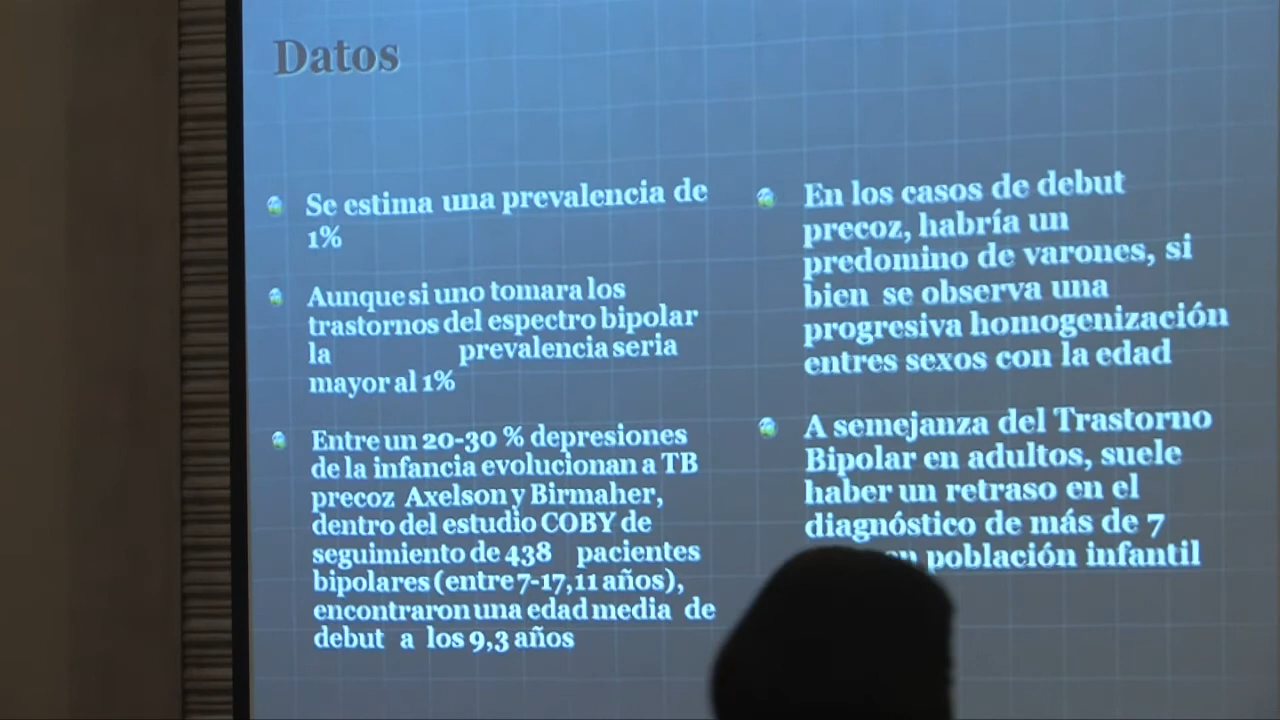 Datos
Se estima una prevalencia de
1%
Aunque si uno tomara los
trastornos del espectro bipolar
la prevalencia seria
mayor al 1%
Entre un 20-30 % depresiones
de la infancia evolucionan a TB
precoz Axelson y Birmaher,
dentro del estudio COBY de
seguimiento de 438 pacientes
bipolares (entre 7-17,11 años),
encontraron una edad media de
debut a los 9,3 años
En los casos de debut
precoz, habría un
predomino de varones, si
bien se observa una
progresiva homogenización
entres sexos con la edad
A semejanza del Trastorno
Bipolar en adultos, suele
haber un retraso en el
diagnóstico de más de 7
población infantil